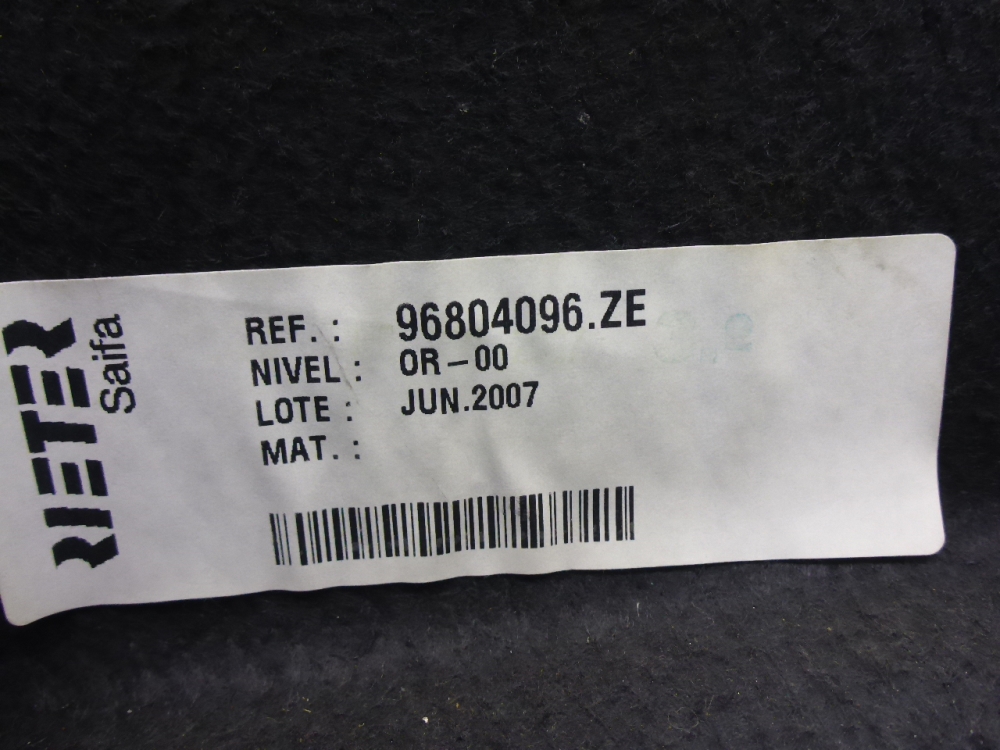 RIETER
Saifa
REF. : 96804096.ZE
NIVEL : OR-00
LOTE : JUN.2007
MAT. :